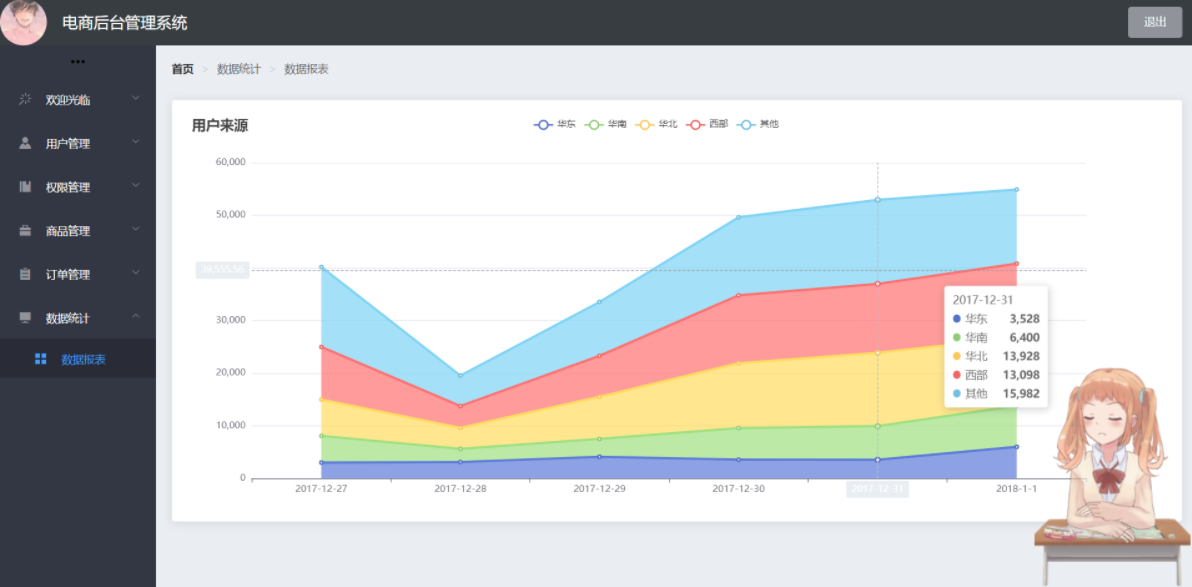 电商后台管理系统
退出
•••
欢迎光临
用户管理
权限管理
商品管理
订单管理
数据统计
数据报表
首页 > 数据统计 > 数据报表
用户来源
华东 华南 华北 西部 其他
60,000
50,000
39,555.56
30,000
20,000
10,000
0
2017-12-27 2017-12-28 2017-12-29 2017-12-30 2017-12-31 2018-1-1
2017-12-31
华东 3,528
华南 6,400
华北 13,928
西部 13,098
其他 15,982